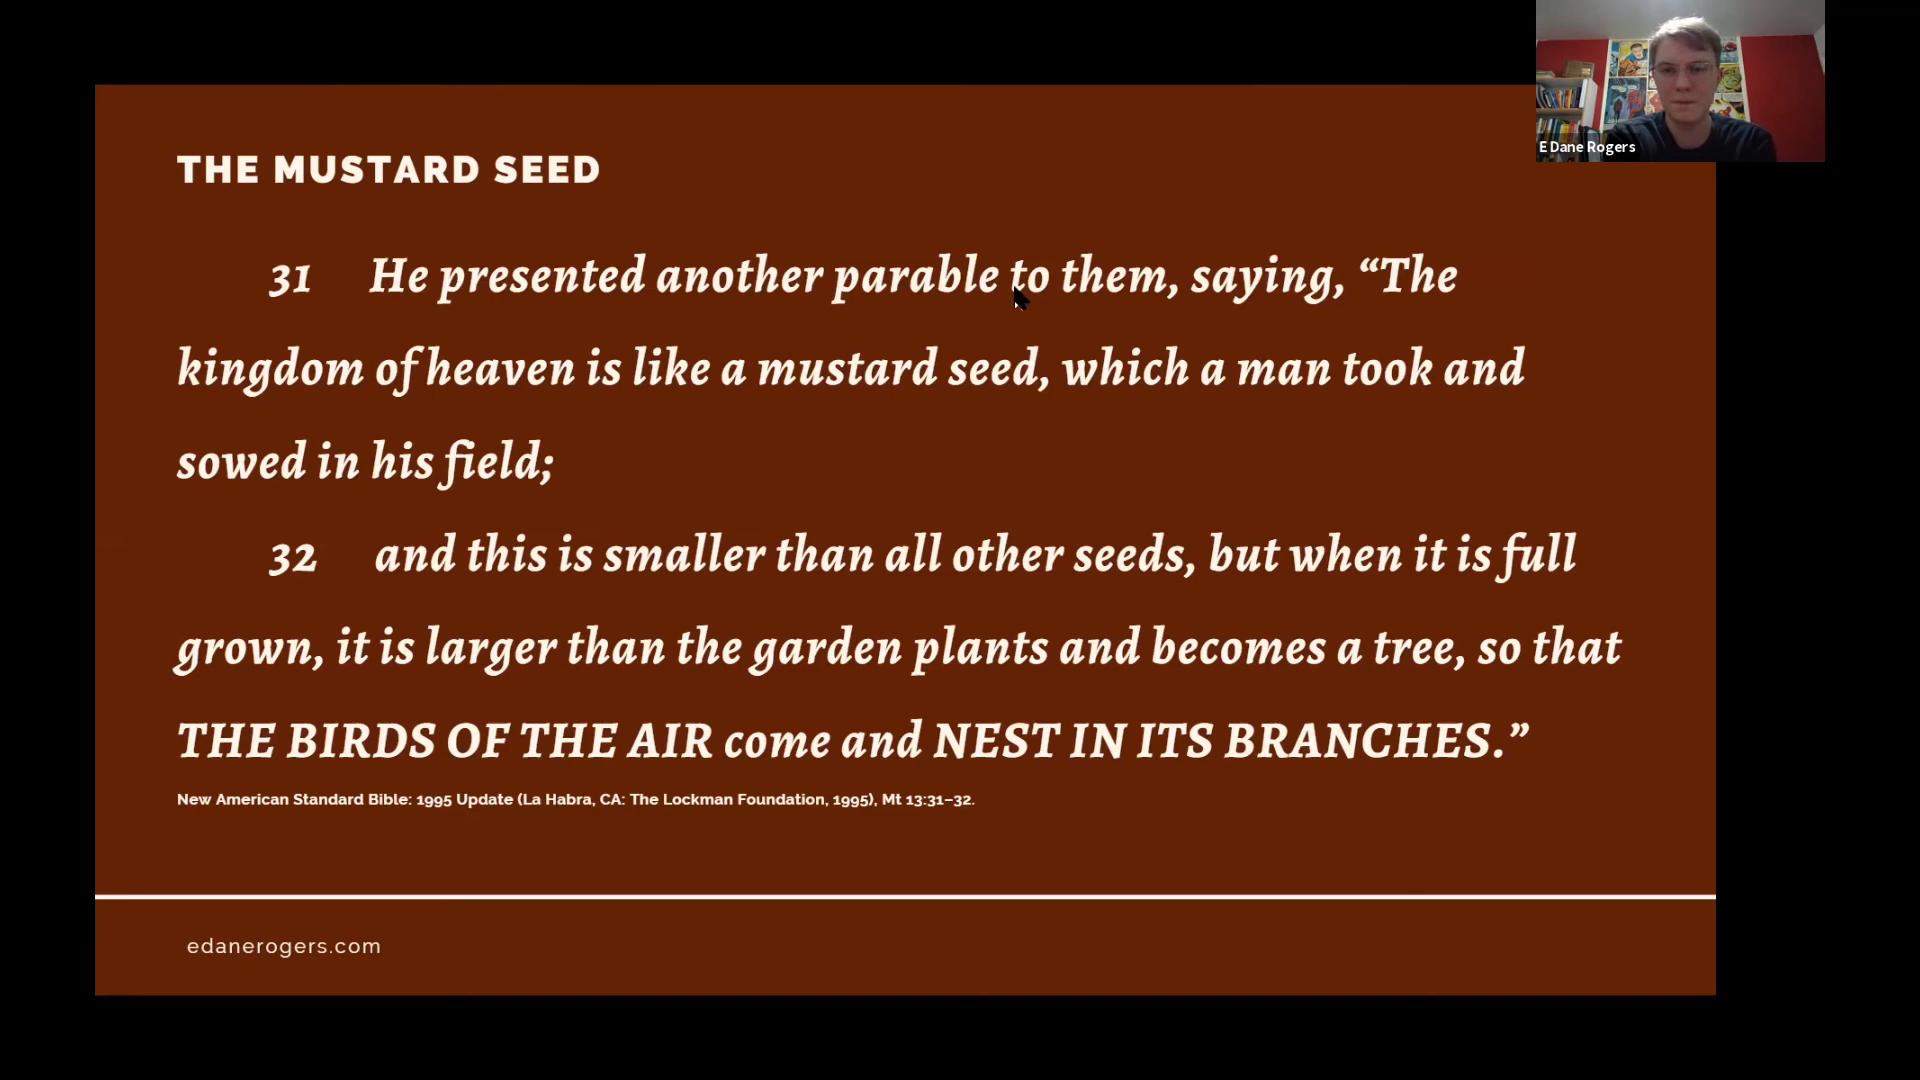 E Dane Rogers
THE MUSTARD SEED
31 He presented another parable to them, saying, “The
kingdom of heaven is like a mustard seed, which a man took and
sowed in his field;
32 and this is smaller than all other seeds, but when it is full
grown, it is larger than the garden plants and becomes a tree, so that
THE BIRDS OF THE AIR come and NEST IN ITS BRANCHES.”
New American Standard Bible: 1995 Update (La Habra, CA: The Lockman Foundation, 1995), Mt 13:31–32.
edanerogers.com